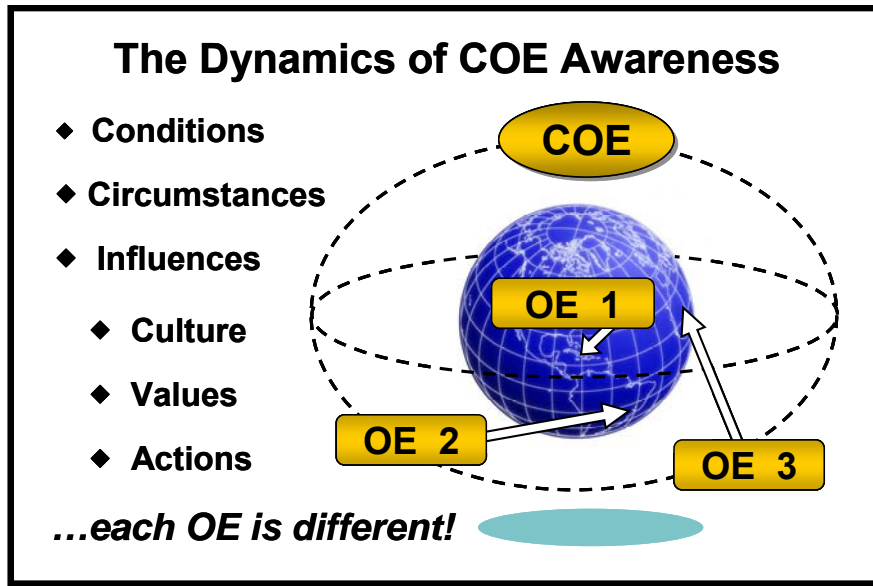 The Dynamics of COE Awareness
◆ Conditions
◆ Circumstances
◆ Influences
◆ Culture
◆ Values
◆ Actions
...each OE is different!
COE
OE 1
OE 2
OE 3